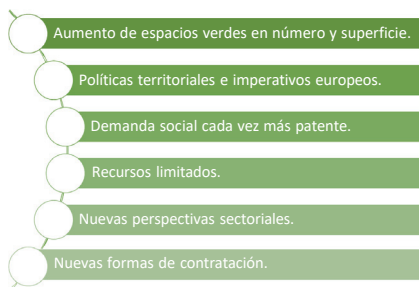 Aumento de espacios verdes en número y superficie.
Políticas territoriales e imperativos europeos.
Demanda social cada vez más patente.
Recursos limitados.
Nuevas perspectivas sectoriales.
Nuevas formas de contratación.